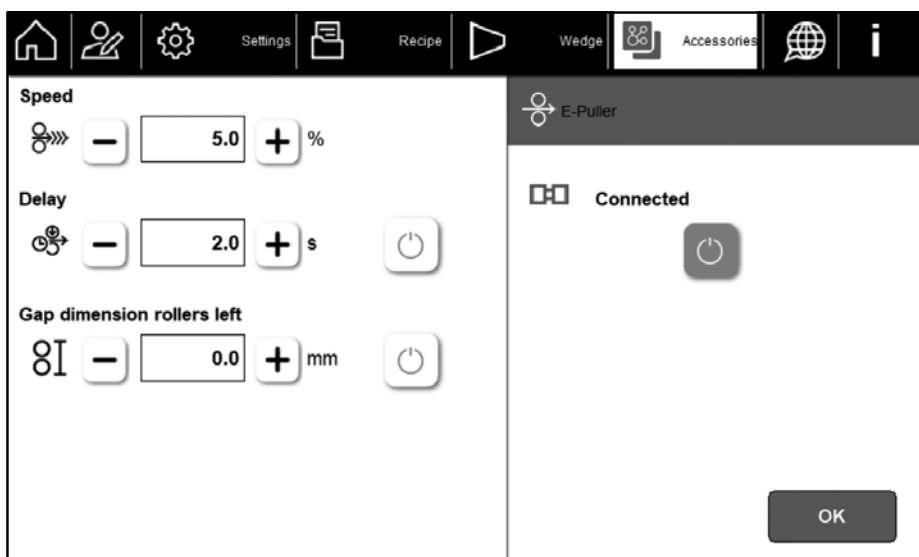 Settings Recipe Wedge Accessories i
Speed
5.0 %
Delay
2.0 s
Gap dimension rollers left
0.0 mm
E-Puller
Connected
OK